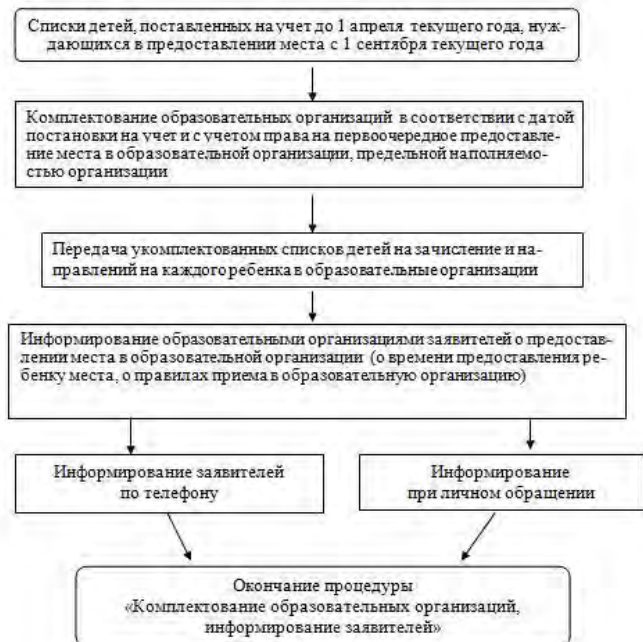 Списки детей, поставленных на учет до 1 апреля текущего года, нуж-
дающихся в предоставлении места с 1 сентября текущего года
Комплектование образовательных организаций в соответствии с датой
постановки на учет и с учетом права на первоочередное предоставле-
ние места в образовательной организации, предельной наполняемо-
стью организации
Передача укомплектованных списков детей на зачисление и на-
правлений на каждого ребенка в образовательные организации
Информирование образовательными организациями заявителей о предостав-
лении места в образовательной организации (о времени предоставления ре-
бенку места, о правилах приема в образовательную организацию)
Информирование заявителей
по телефону
Информирование
при личном обращении
Окончание процедуры
«Комплектование образовательных организаций,
информирование заявителей»